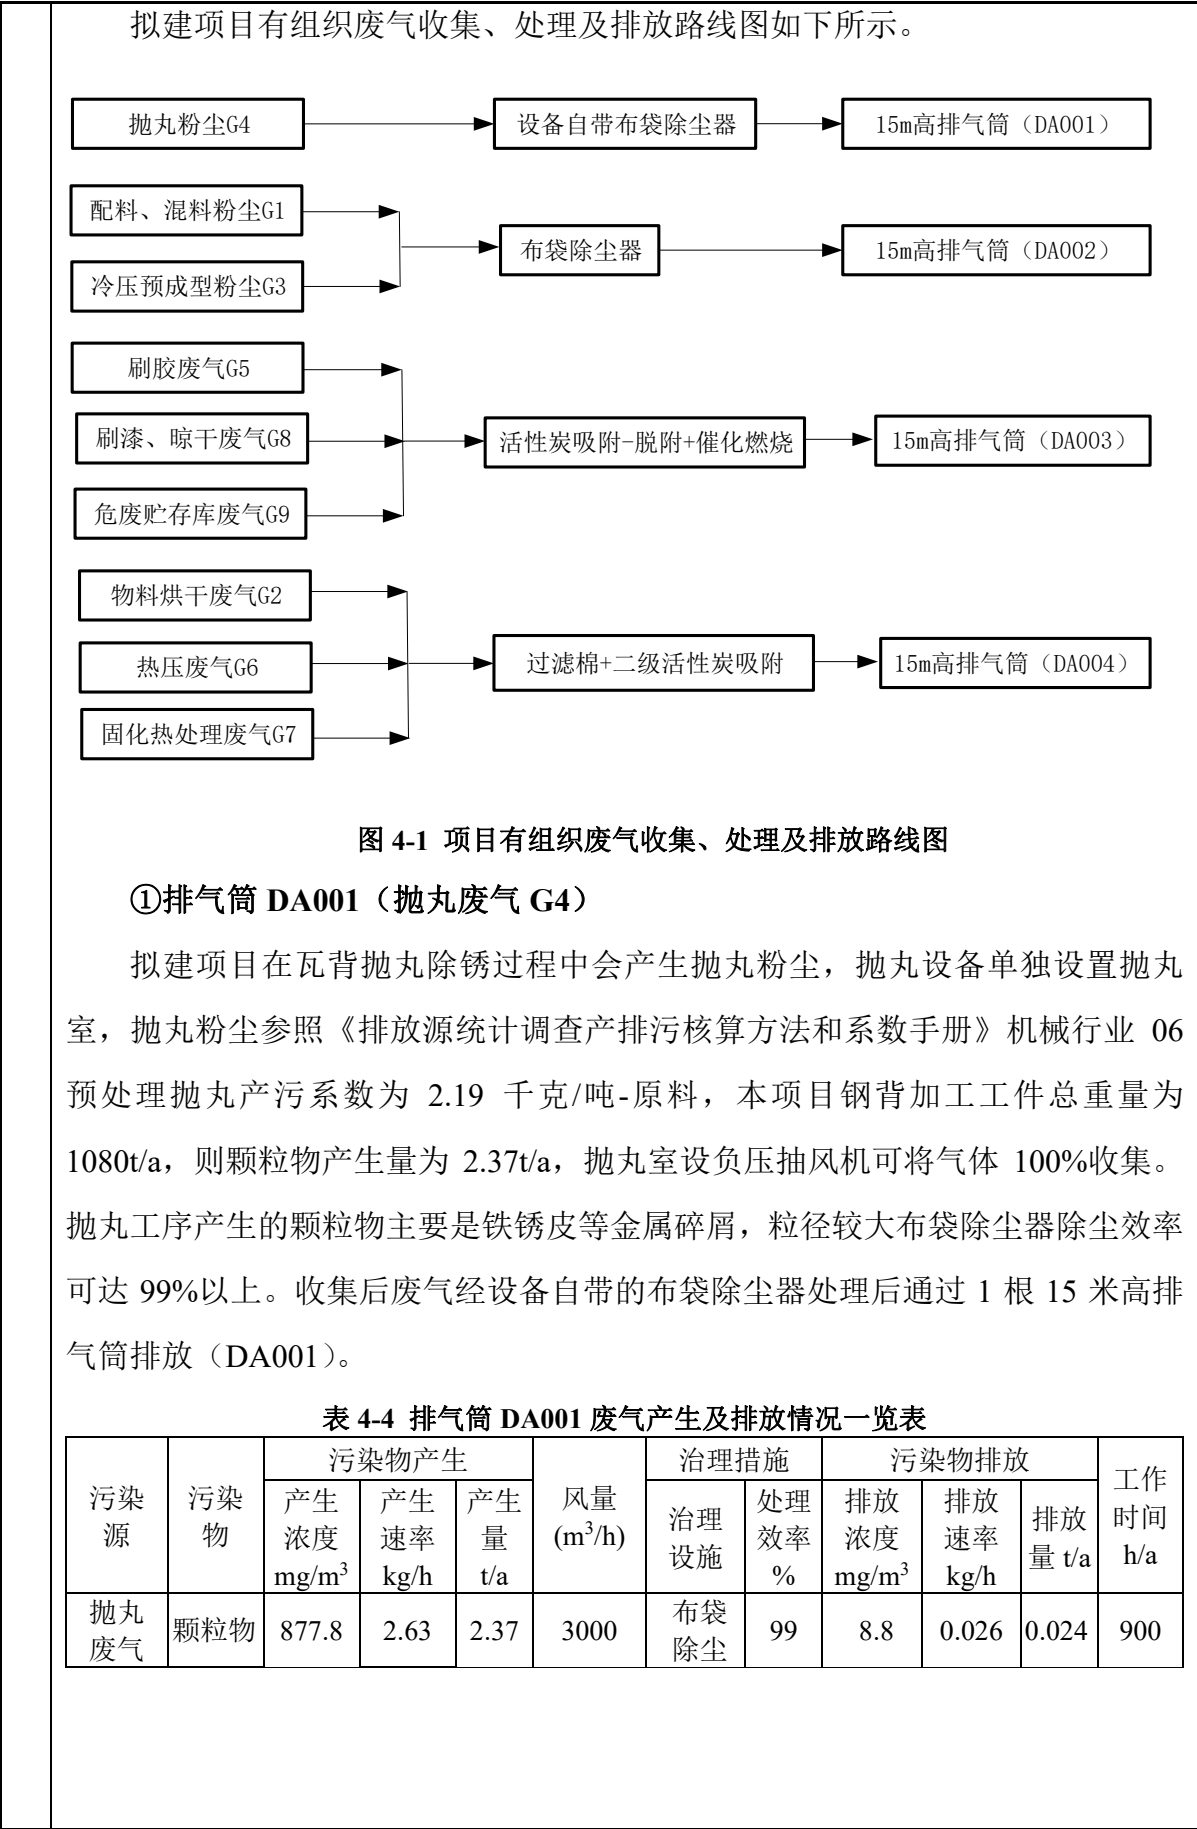 拟建项目有组织废气收集、处理及排放路线图如下所示。
抛丸粉尘G4
设备自带布袋除尘器
15m高排气筒（DA001）
配料、混料粉尘G1
布袋除尘器
15m高排气筒（DA002）
冷压预成型粉尘G3
刷胶废气G5
刷漆、晾干废气G8
活性炭吸附-脱附+催化燃烧
15m高排气筒（DA003）
危废贮存库废气G9
物料烘干废气G2
热压废气G6
过滤棉+二级活性炭吸附
15m高排气筒（DA004）
固化热处理废气G7
图 4-1 项目有组织废气收集、处理及排放路线图
①排气筒 DA001（抛丸废气 G4）
拟建项目在瓦背抛丸除锈过程中会产生抛丸粉尘，抛丸设备单独设置抛丸
室，抛丸粉尘参照《排放源统计调查产排污核算方法和系数手册》机械行业 06
预处理抛丸产污系数为 2.19 千克/吨-原料，本项目钢背加工工件总重量为
1080t/a，则颗粒物产生量为 2.37t/a，抛丸室设负压抽风机可将气体 100%收集。
抛丸工序产生的颗粒物主要是铁锈皮等金属碎屑，粒径较大布袋除尘器除尘效率
可达 99%以上。收集后废气经设备自带的布袋除尘器处理后通过 1 根 15 米高排
气筒排放（DA001）。
表 4-4 排气筒 DA001 废气产生及排放情况一览表
污染源 污染物 污染物产生 风量(m³/h) 治理措施 污染物排放 工作时间h/a
产生浓度mg/m³ 产生速率kg/h 产生量t/a 治理设施 处理效率% 排放浓度mg/m³ 排放速率kg/h 排放量 t/a
抛丸废气 颗粒物 877.8 2.63 2.37 3000 布袋除尘 99 8.8 0.026 0.024 900